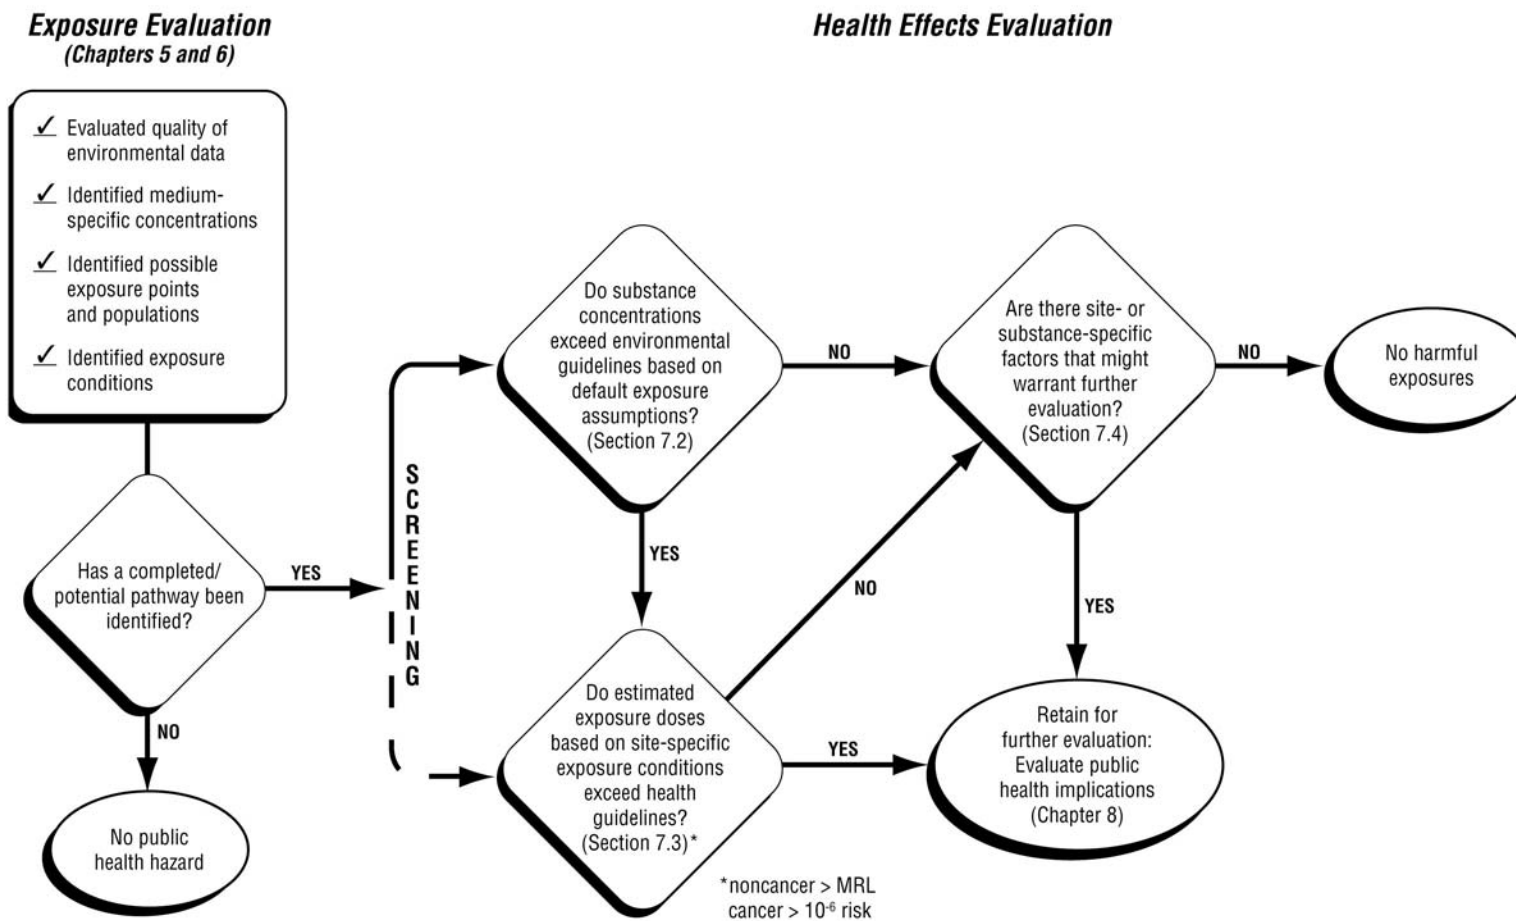 Exposure Evaluation
(Chapters 5 and 6)
Health Effects Evaluation
✓ Evaluated quality of
environmental data
✓ Identified medium-
specific concentrations
✓ Identified possible
exposure points
and populations
✓ Identified exposure
conditions
Has a completed/
potential pathway been
identified?
YES
NO
No public
health hazard
SCREENING
Do substance
concentrations
exceed environmental
guidelines based on
default exposure
assumptions?
(Section 7.2)
NO
YES
Do estimated
exposure doses
based on site-specific
exposure conditions
exceed health
guidelines?
(Section 7.3)*
NO
YES
*noncancer > MRL
cancer > 10⁻⁶ risk
Are there site- or
substance-specific
factors that might
warrant further
evaluation?
(Section 7.4)
NO
YES
No harmful
exposures
Retain for
further evaluation:
Evaluate public
health implications
(Chapter 8)